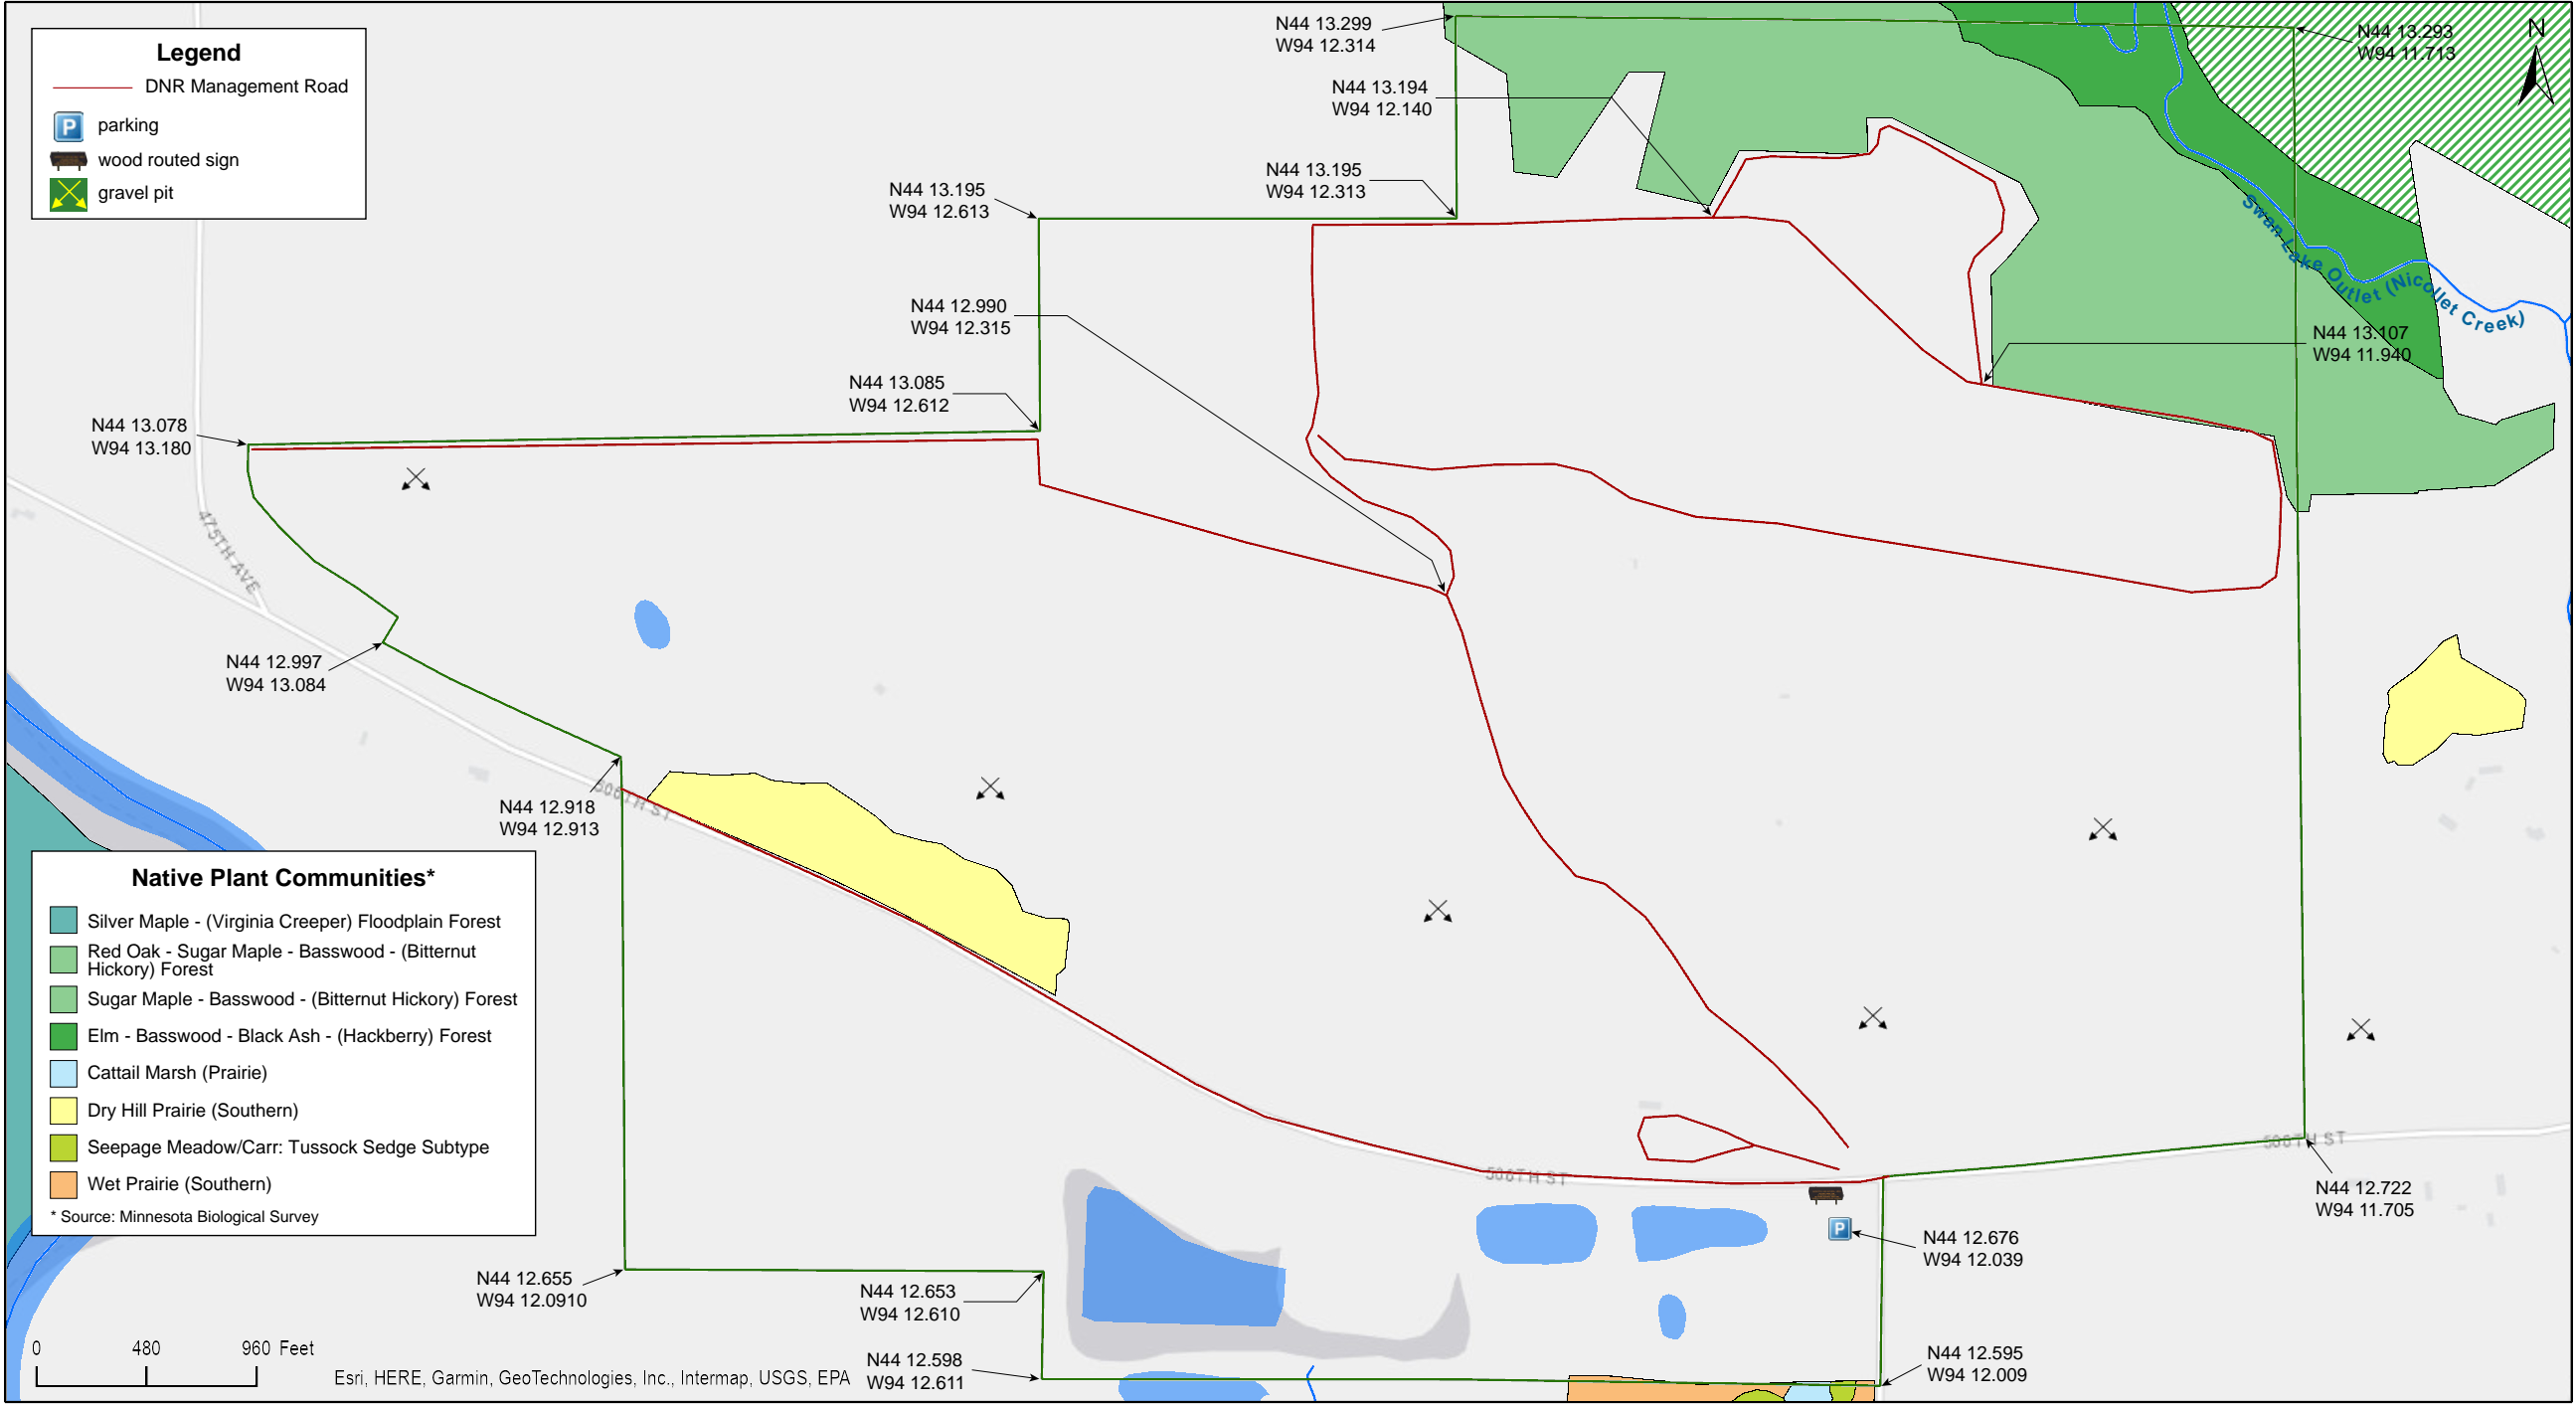 Legend
DNR Management Road
parking
wood routed sign
gravel pit
N44 13.299
W94 12.314
N44 13.293
W94 11.713
N
N44 13.194
W94 12.140
N44 13.195
W94 12.313
N44 13.195
W94 12.613
Swan Lake Outlet (Nicollet Creek)
N44 12.990
W94 12.315
N44 13.107
W94 11.940
N44 13.085
W94 12.612
N44 13.078
W94 13.180
475TH AVE
N44 12.997
W94 13.084
506TH ST
N44 12.918
W94 12.913
Native Plant Communities*
Silver Maple - (Virginia Creeper) Floodplain Forest
Red Oak - Sugar Maple - Basswood - (Bitternut
Hickory) Forest
Sugar Maple - Basswood - (Bitternut Hickory) Forest
Elm - Basswood - Black Ash - (Hackberry) Forest
Cattail Marsh (Prairie)
Dry Hill Prairie (Southern)
Seepage Meadow/Carr: Tussock Sedge Subtype
Wet Prairie (Southern)
* Source: Minnesota Biological Survey
506TH ST
506TH ST
N44 12.722
W94 11.705
P
N44 12.676
W94 12.039
N44 12.655
W94 12.0910
N44 12.653
W94 12.610
N44 12.598
W94 12.611
N44 12.595
W94 12.009
0 480 960 Feet
Esri, HERE, Garmin, GeoTechnologies, Inc., Intermap, USGS, EPA